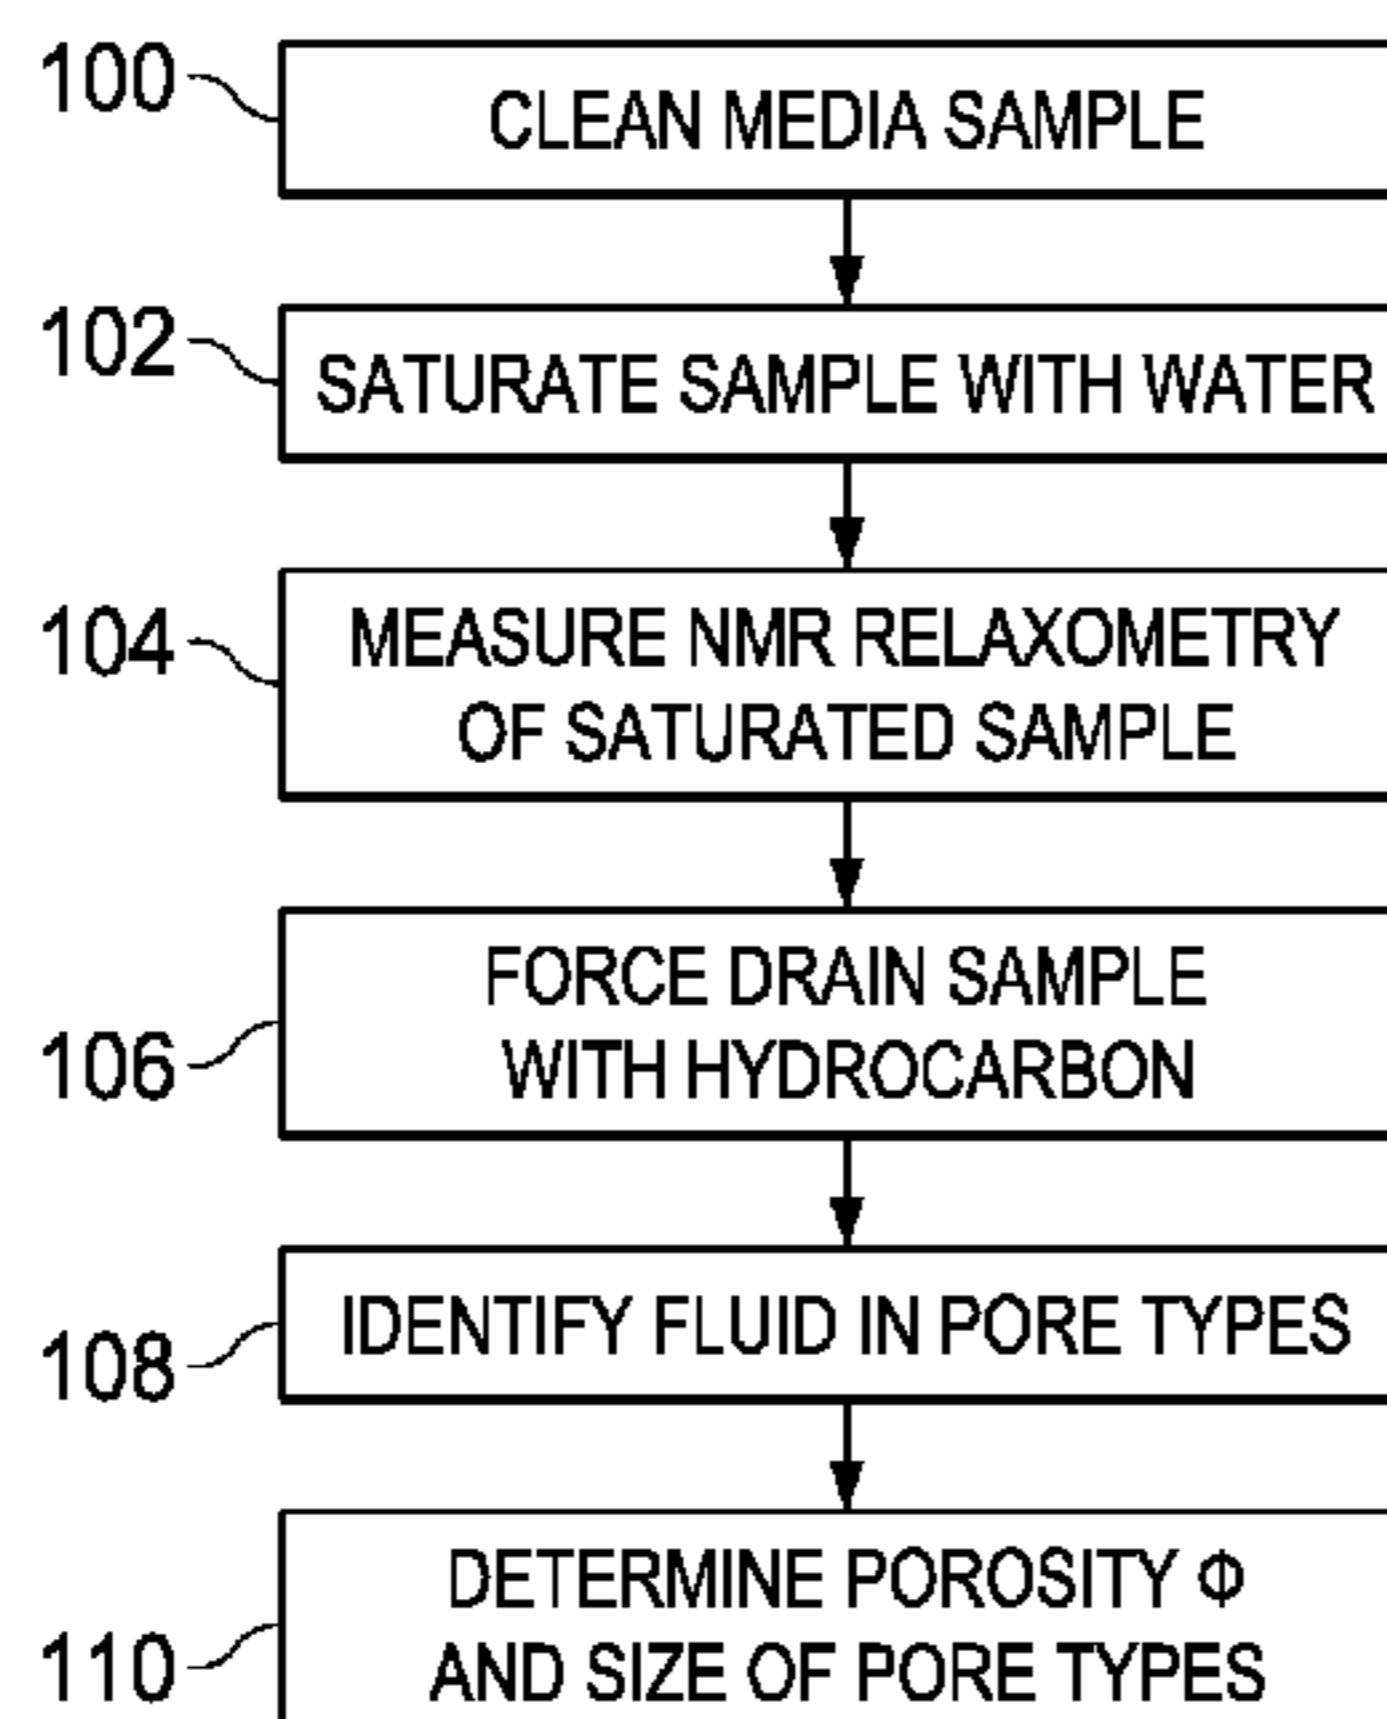 100
CLEAN MEDIA SAMPLE
102
SATURATE SAMPLE WITH WATER
104
MEASURE NMR RELAXOMETRY
OF SATURATED SAMPLE
106
FORCE DRAIN SAMPLE
WITH HYDROCARBON
108
IDENTIFY FLUID IN PORE TYPES
110
DETERMINE POROSITY Φ
AND SIZE OF PORE TYPES